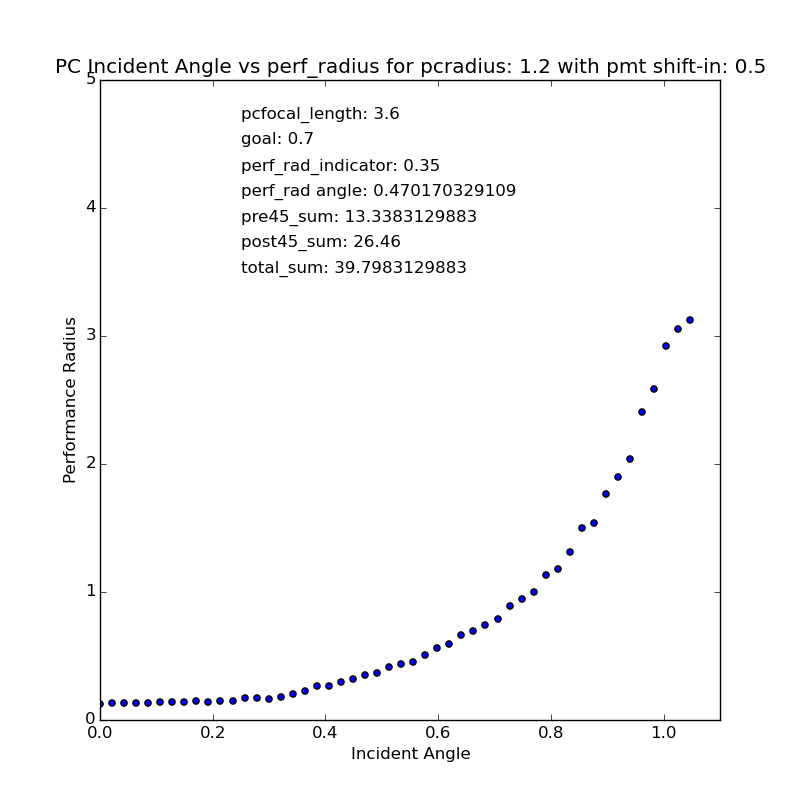 PC Incident Angle vs perf_radius for pcradius: 1.2 with pmt shift-in: 0.5
5
pcfocal_length: 3.6
goal: 0.7
perf_rad_indicator: 0.35
perf_rad angle: 0.470170329109
4
pre45_sum: 13.3383129883
post45_sum: 26.46
total_sum: 39.7983129883
3
Performance Radius
2
1
0
0.0 0.2 0.4 0.6 0.8 1.0
Incident Angle